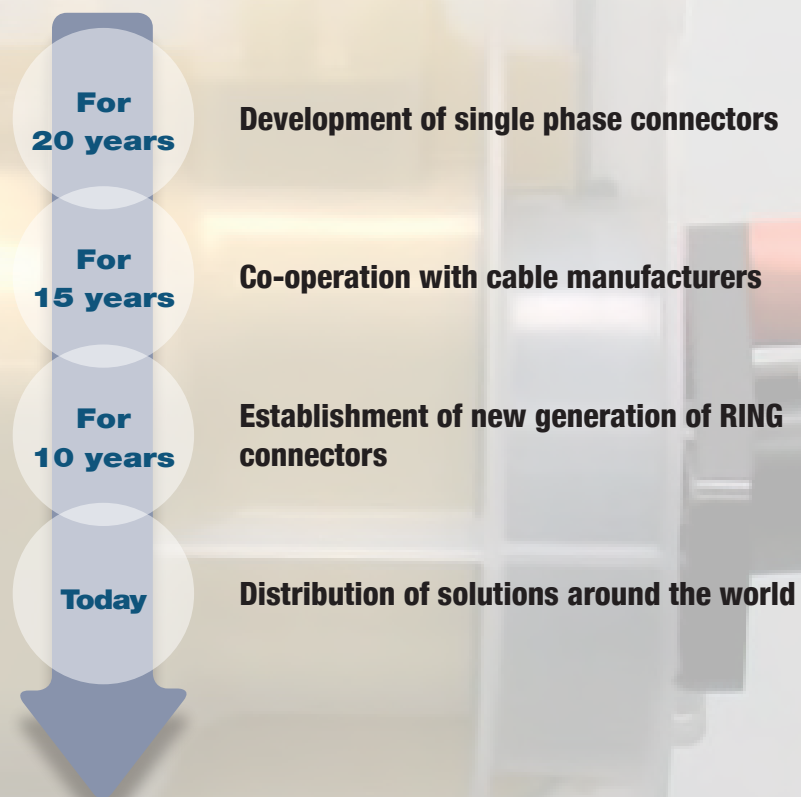 For
20 years
Development of single phase connectors
For
15 years
Co-operation with cable manufacturers
For
10 years
Establishment of new generation of RING
connectors
Today
Distribution of solutions around the world